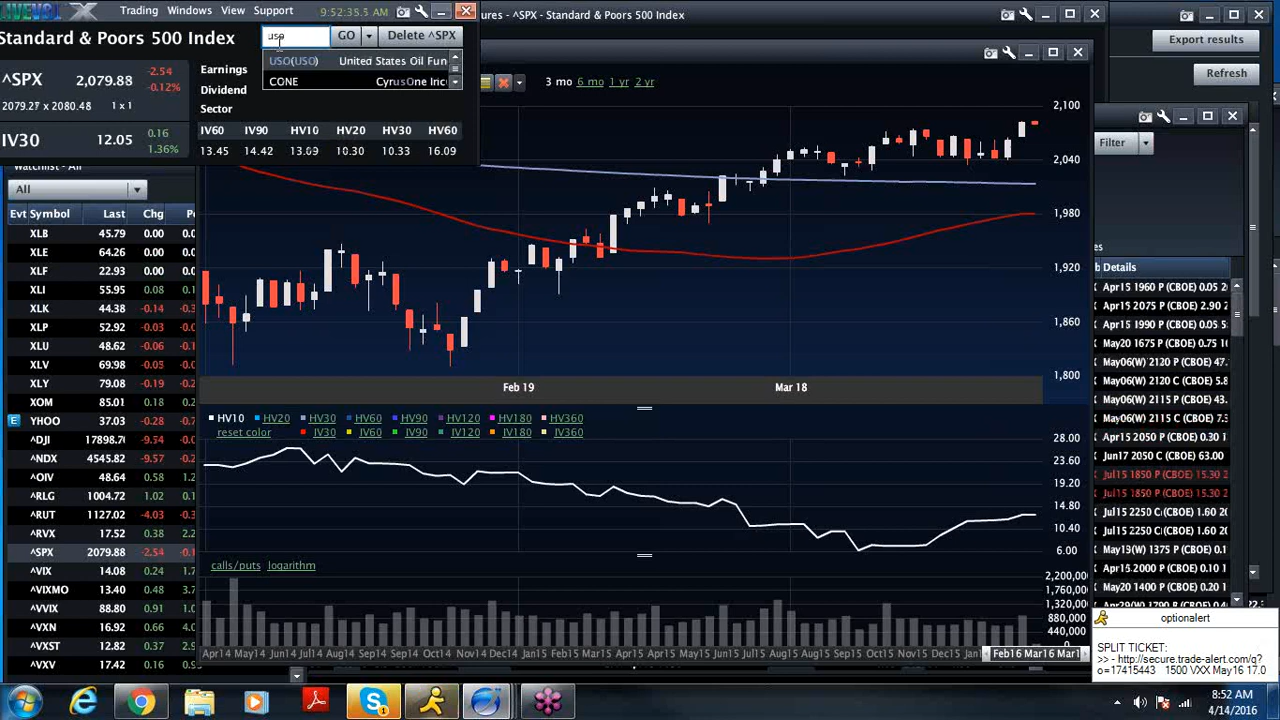 LIVEVOL Trading Windows View Support 9:52:35.5 AM
Standard & Poors 500 Index
uso GO Delete ^SPX
USO(USO) United States Oil Fun
CONE CyrusOne Inc
^SPX 2,079.88 -2.54 -0.12%
2079.27 x 2080.48 1 x 1
IV30 12.05 0.16 1.36%
Earnings
Dividend
Sector
IV60 IV90 HV10 HV20 HV30 HV60
13.45 14.42 13.09 10.30 10.33 16.09
ures - ^SPX - Standard & Poors 500 Index
3 mo 6 mo 1 yr 2 yr
Export results
Refresh
Filter
Watchlist - All
All
Evt Symbol Last Chg
XLB 45.79 0.00
XLE 64.26 0.00
XLF 22.93 0.00
XLI 55.95 0.08
XLK 44.38 -0.14
XLP 52.92 -0.03
XLU 48.62 -0.06
XLV 69.98 -0.05
XLY 79.08 -0.19
XOM 85.01 0.18
E YHOO 37.03 -0.28
^DJI 17898.70 -9.54
^NDX 4545.82 -9.57
^OIV 48.64 0.58
^RLG 1004.72 1.02
^RUT 1127.02 -4.03
^RVX 17.52 0.38
^SPX 2079.88 -2.54
^VIX 14.08 0.24
^VIXMO 13.40 0.48
^VVIX 88.80 0.91
^VXN 16.92 0.66
^VXST 12.38 0.82
^VXV 17.42 0.16
2,100
2,040
1,980
1,920
1,860
1,800
Feb 19 Mar 18
HV10 HV20 HV30 HV60 HV90 HV120 HV180 HV360
reset color IV30 IV60 IV90 IV120 IV180 IV360
28.00
23.60
19.20
14.80
10.40
6.00
calls/puts logarithm
2,200,000
1,760,000
1,320,000
880,000
440,000
Apr14 May14 Jun14 Jul14 Aug14 Sep14 Oct14 Nov14 Dec14 Jan15 Feb15 Mar15 Apr15 May15 Jun15 Jul15 Aug15 Sep15 Oct15 Nov15 Dec15 Feb16 Mar16
Details
Apr15 1960 P (CBOE) 0.05
Apr15 2075 P (CBOE) 2.90
Apr15 1990 P (CBOE) 0.05
May20 1675 P (CBOE) 0.75
May06(W) 2120 P (CBOE) 47.
May06(W) 2120 C (CBOE) 5.8
May06(W) 2115 P (CBOE)
May06(W) 2115 C (CBOE) 7.
Apr15 2050 P (CBOE) 0.30
Jun17 2050 C (CBOE) 63.00
Jul15 1850 P (CBOE) 15.30
Jul15 1850 P (CBOE) 15.30
Jul15 2250 C (CBOE) 1.60
Jul15 2250 C (CBOE) 1.60
May19(W) 1375 P (CBOE) 0.1
Apr15 2000 P (CBOE)
May20 1400 P (CBOE) 0.20
Apr29(W) 1790 P (CBOE)
optionalert
SPLIT TICKET:
>> - http://secure.trade-alert.com/q?
o=17415443 1500 VXX May16 17.0
8:52 AM
4/14/2016